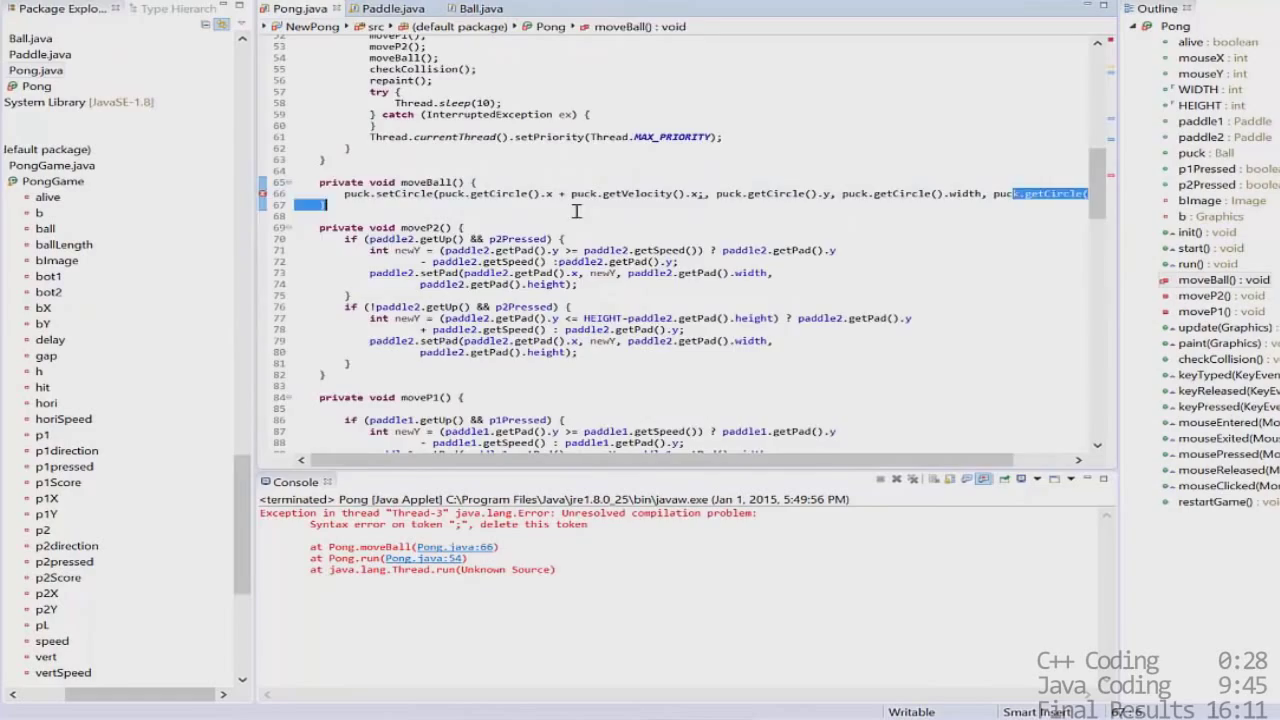 Package Explo...
Type Hierarch
Ball.java
Paddle.java
Pong.java
Pong
System Library [JavaSE-1.8)
default package)
PongGame.java
PongGame
alive
b
ball
ballLength
bImage
bot1
bot2
bX
bY
delay
gap
h
hit
hori
horiSpeed
p1
p1direction
p1pressed
p1Score
p1X
p1Y
p2
p2direction
p2pressed
p2Score
p2X
p2Y
pL
speed
vert
vertSpeed
Pong.java
Paddle.java
Ball.java
NewPong
src
(default package)
Pong
moveBall() : void
53 moveP2();
54 moveBall();
55 checkCollision();
56 repaint();
57 try {
58 Thread.sleep(10);
59 } catch (InterruptedException ex) {
60 }
61 Thread.currentThread().setPriority(Thread.MAX_PRIORITY);
62 }
63 }
64
65 private void moveBall() {
66 puck.setCircle(puck.getCircle().x + puck.getVelocity().x;, puck.getCircle().y, puck.getCircle().width, puck.getCircle(
67 }
68
69 private void moveP2() {
70 if (paddle2.getUp() && p2Pressed) {
71 int newY = (paddle2.getPad().y >= paddle2.getSpeed()) ? paddle2.getPad().y
72 - paddle2.getSpeed() :paddle2.getPad().y;
73 paddle2.setPad(paddle2.getPad().x, newY, paddle2.getPad().width,
74 paddle2.getPad().height);
75 }
76 if (!paddle2.getUp() && p2Pressed) {
77 int newY = (paddle2.getPad().y <= HEIGHT-paddle2.getPad().height) ? paddle2.getPad().y
78 + paddle2.getSpeed() : paddle2.getPad().y;
79 paddle2.setPad(paddle2.getPad().x, newY, paddle2.getPad().width,
80 paddle2.getPad().height);
81 }
82 }
83
84 private void moveP1() {
85
86 if (paddle1.getUp() && p1Pressed) {
87 int newY = (paddle1.getPad().y >= paddle1.getSpeed()) ? paddle1.getPad().y
88 - paddle1.getSpeed() : paddle1.getPad().y;
Console
<terminated> Pong [Java Applet] C:\Program Files\Java\jre1.8.0_25\bin\javaw.exe (Jan 1, 2015, 5:49:56 PM)
Exception in thread "Thread-3" java.lang.Error: Unresolved compilation problem:
Syntax error on token ";", delete this token
at Pong.moveBall(Pong.java:66)
at Pong.run(Pong.java:54)
at java.lang.Thread.run(Unknown Source)
Outline
Pong
alive : boolean
mouseX : int
mouseY : int
WIDTH : int
HEIGHT : int
paddle1 : Paddle
paddle2 : Paddle
puck : Ball
p1Pressed : boolean
p2Pressed : boolean
bImage : BufferedImage
b : Graphics
init() : void
start() : void
run() : void
moveBall() : void
moveP2() : void
moveP1() : void
update(Graphics)
paint(Graphics) :
checkCollision()
keyTyped(KeyEven
keyReleased(KeyE
keyPressed(KeyEv
mouseEntered(Mo
mouseExited(Mou
mousePressed(Mo
mouseReleased(M
mouseClicked(Mou
restartGame() : vo
Writable
Smart Insert
C++ Coding 0:28
Java Coding 9:45
Final Results 16:11